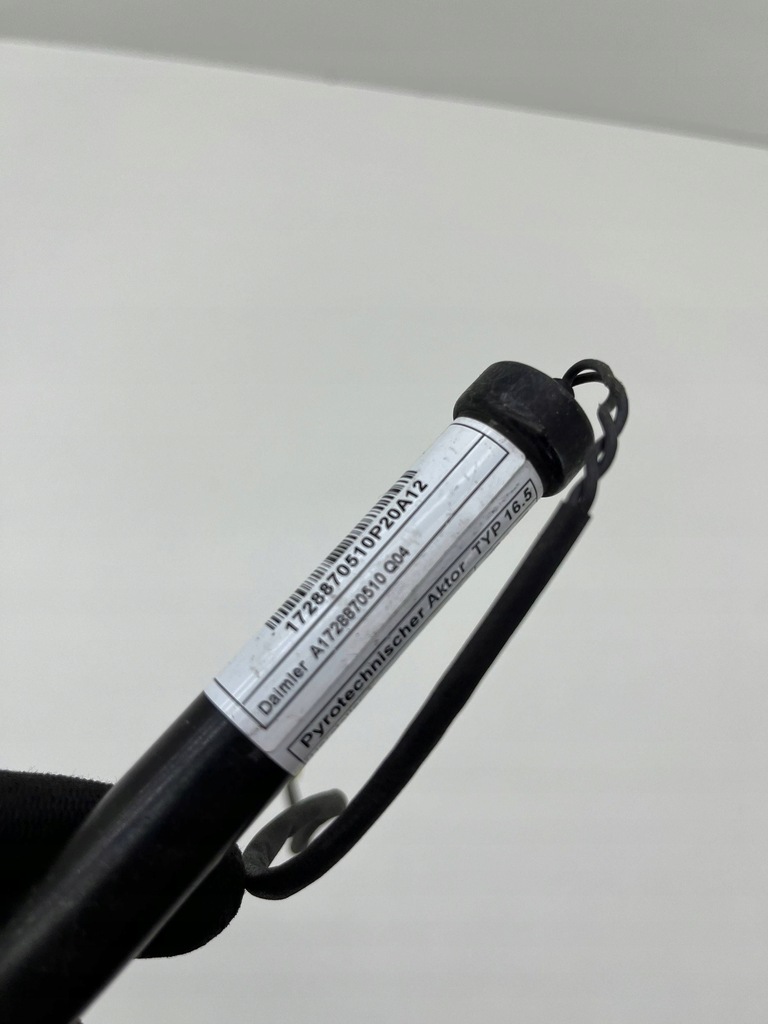 1728870510P20A12
Daimler A1728870510 Q04
Pyrotechnischer Aktor TYP 16.5